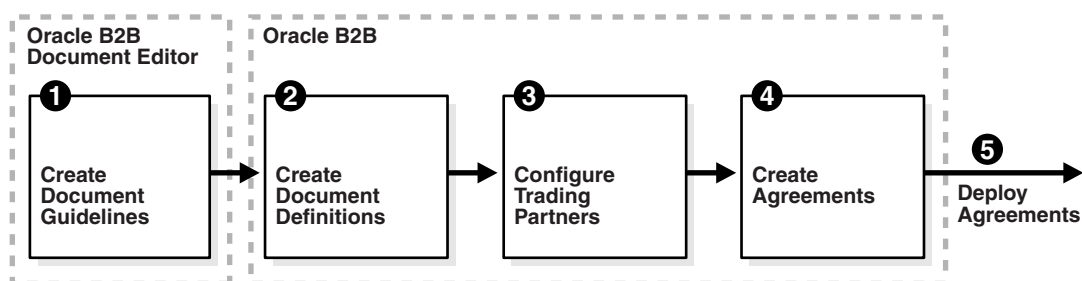 Oracle B2B
Document Editor
Oracle B2B
1
Create
Document
Guidelines
2
Create
Document
Definitions
3
Configure
Trading
Partners
4
Create
Agreements
5
Deploy
Agreements